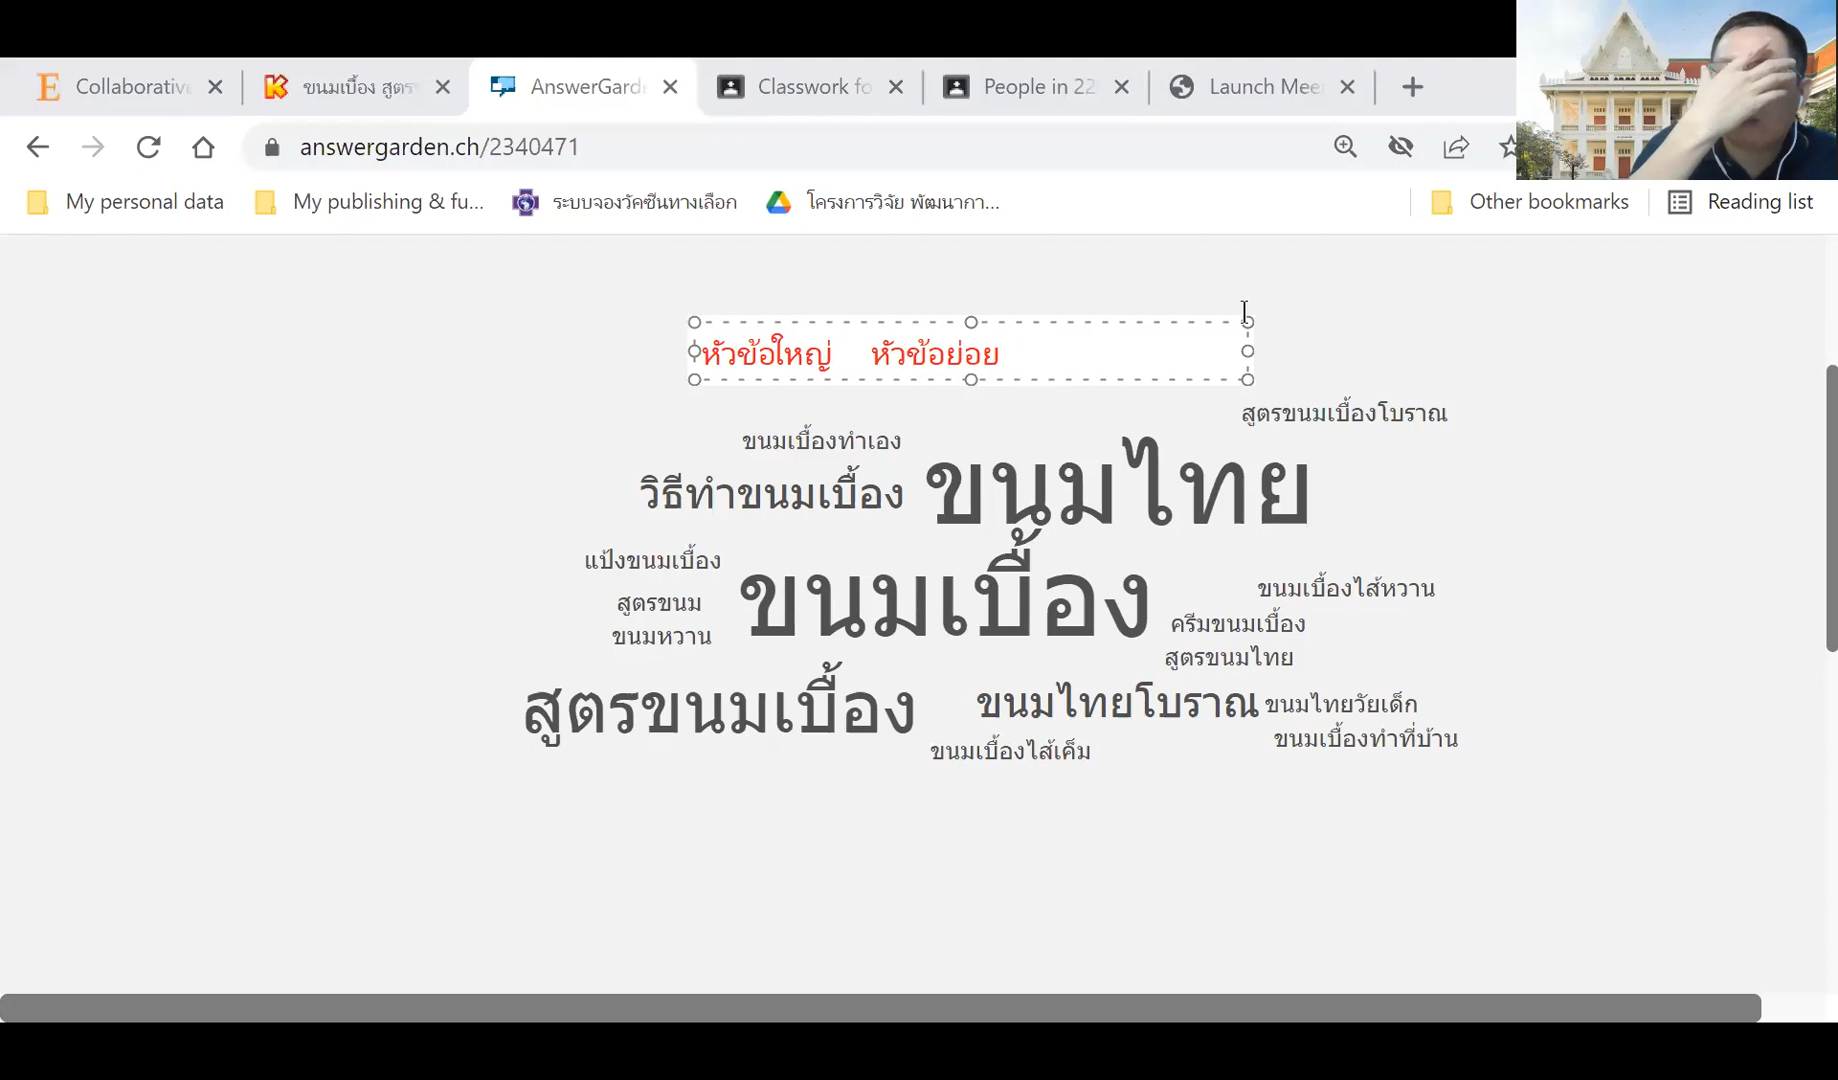 Collaborative
ขนมเบื้อง สูตร
AnswerGarde
Classwork fo
People in 22
Launch Mee
answergarden.ch/2340471
My personal data
My publishing & fu...
ระบบจองวัคซีนทางเลือก
โครงการวิจัย พัฒนากา...
Other bookmarks
Reading list
หัวข้อใหญ่ หัวข้อย่อย
สูตรขนมเบื้องโบราณ
ขนมเบื้องทำเอง
วิธีทำขนมเบื้อง
ขนมไทย
แป้งขนมเบื้อง
ขนมเบื้อง
ขนมเบื้องไส้หวาน
สูตรขนม
ครีมขนมเบื้อง
ขนมหวาน
สูตรขนมไทย
สูตรขนมเบื้อง
ขนมไทยโบราณ
ขนมไทยวัยเด็ก
ขนมเบื้องทำที่บ้าน
ขนมเบื้องไส้เค็ม